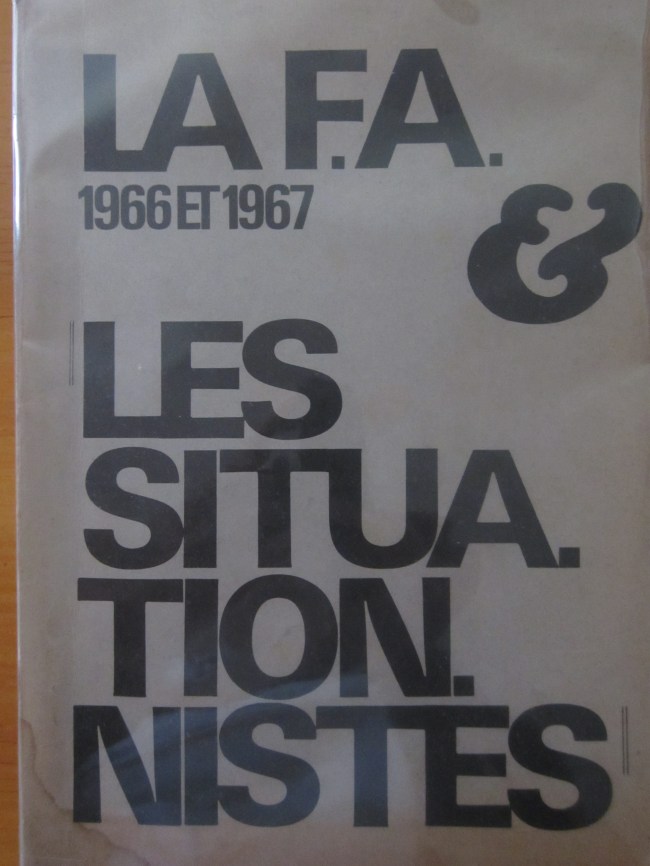 LA F.A.
1966 ET 1967
&
LES
SITUA.
TION.
NISTES